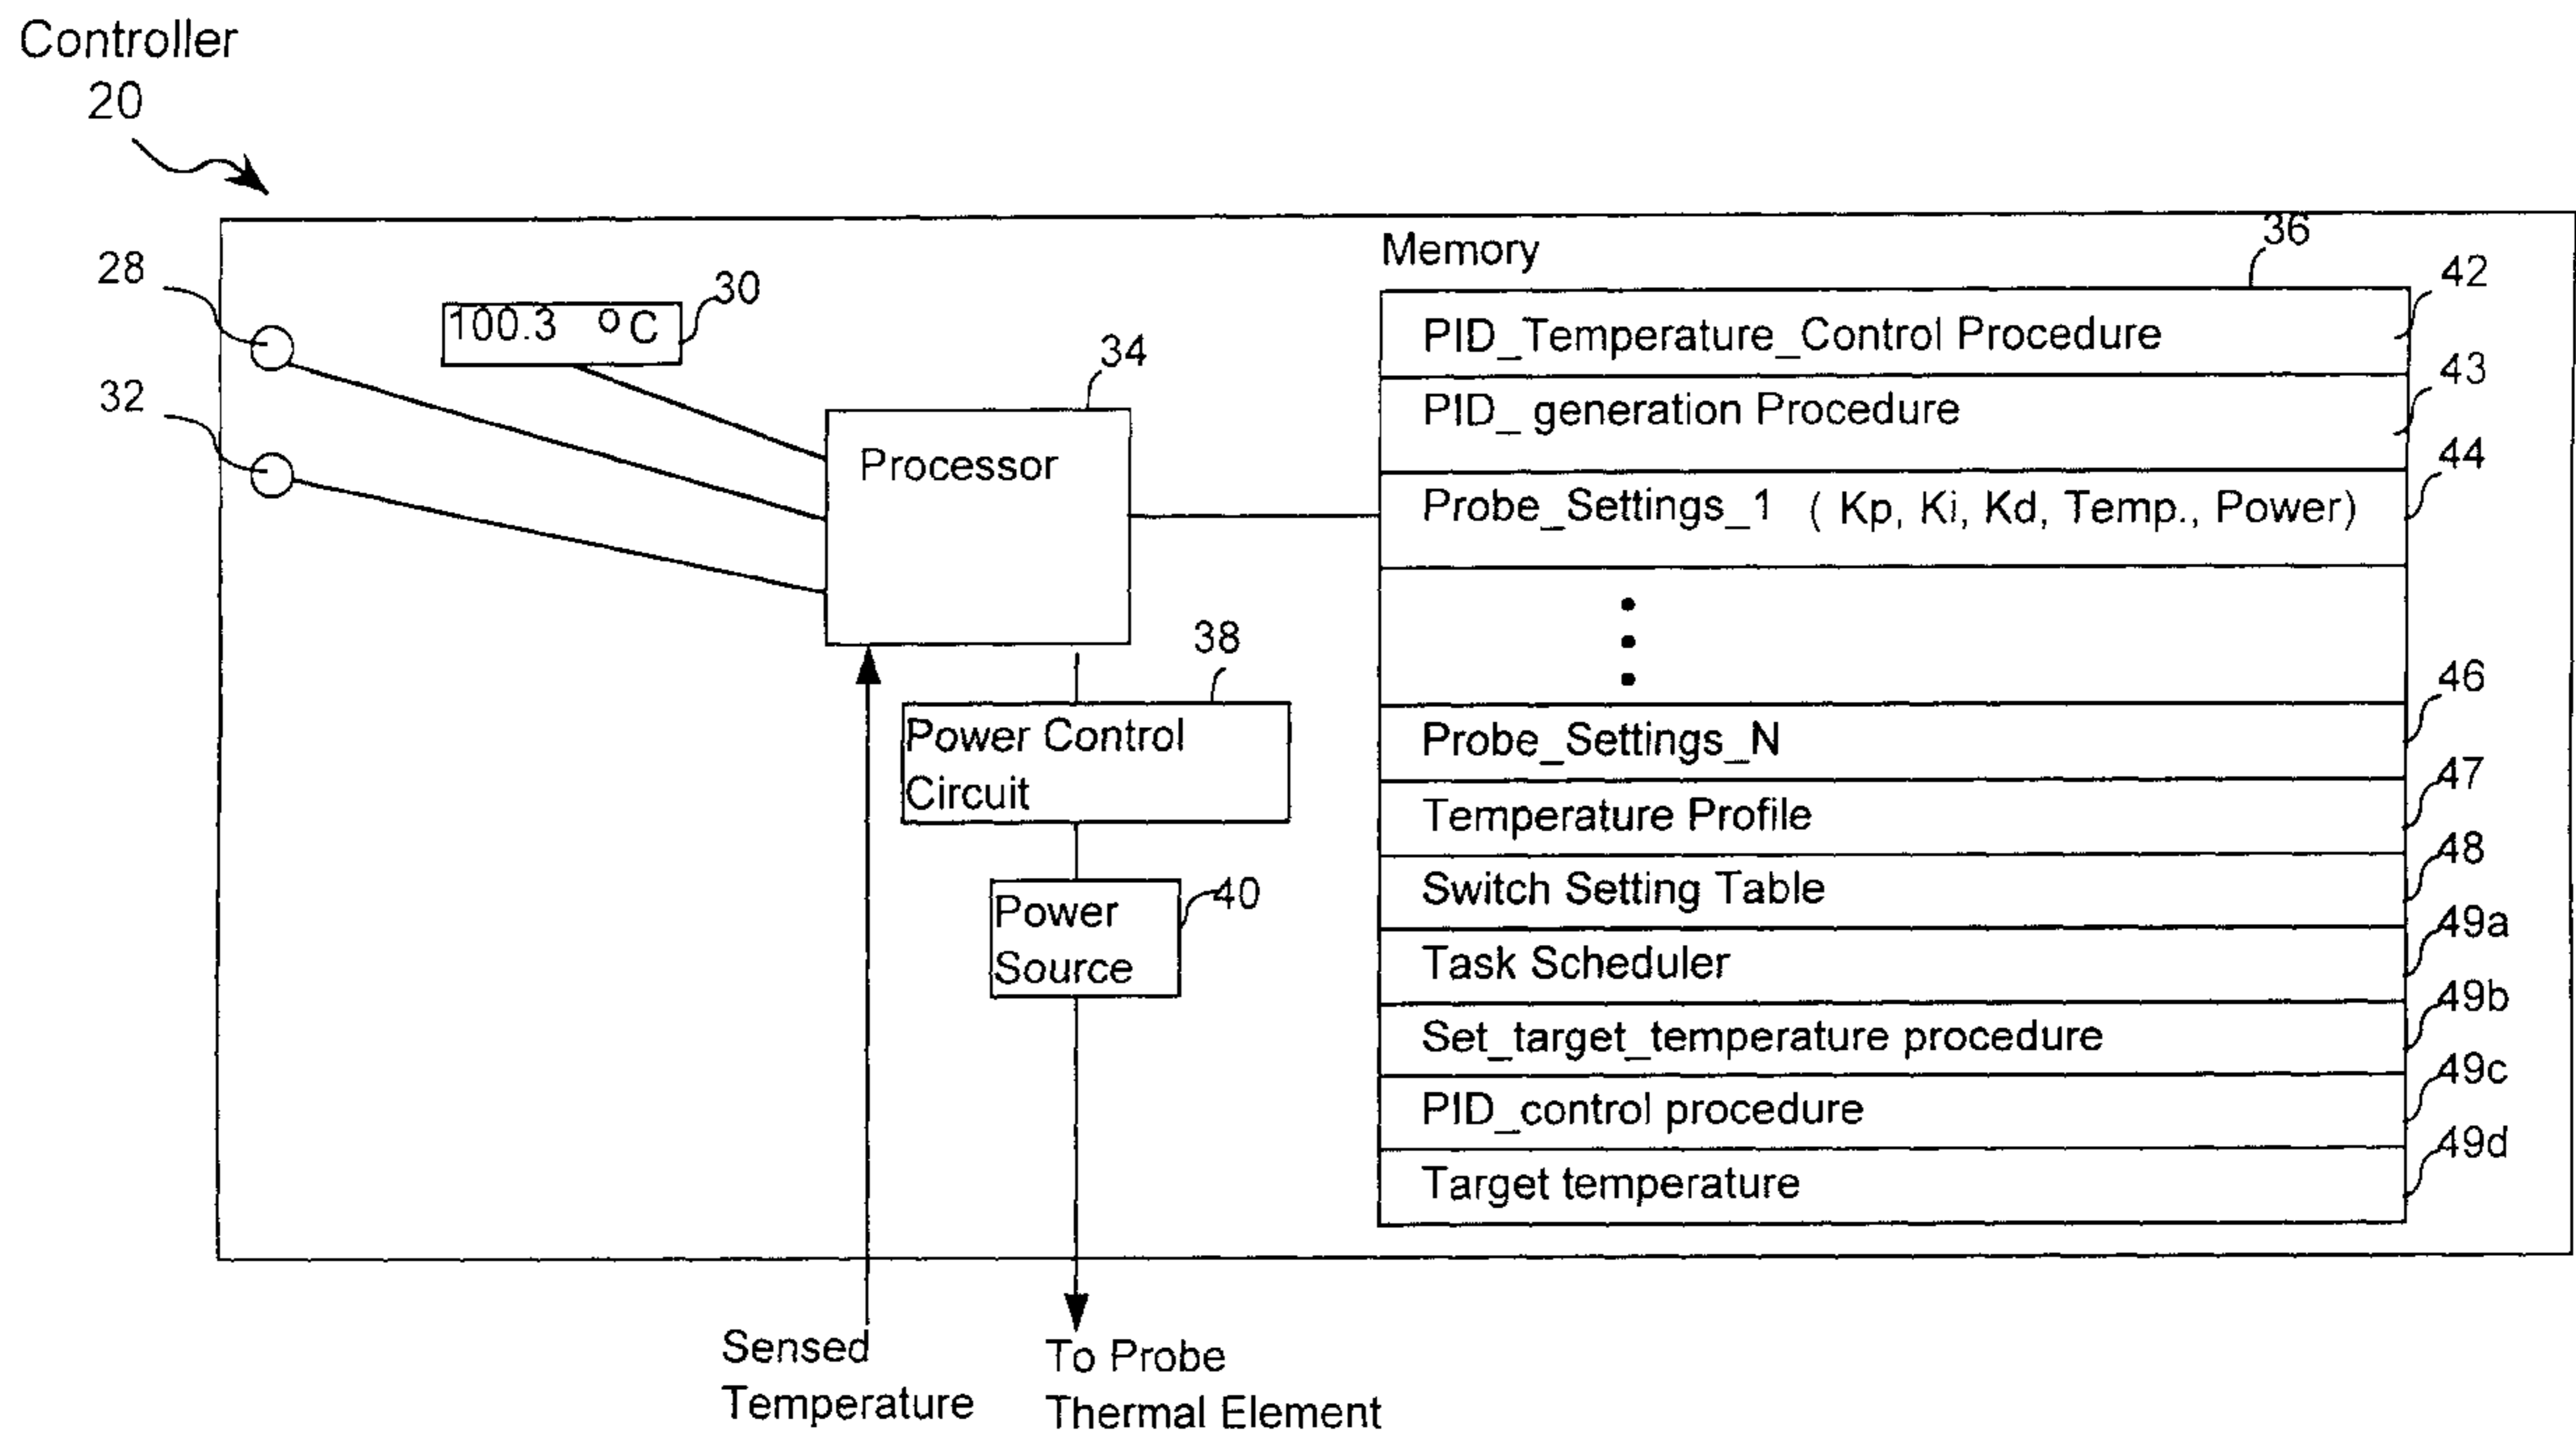 Controller
20
28
32
100.3 °C
30
34
Processor
38
Power Control
Circuit
40
Power
Source
Sensed
Temperature
To Probe
Thermal Element
Memory
36
PID_Temperature_Control Procedure
42
PID_ generation Procedure
43
Probe_Settings_1 ( Kp, Ki, Kd, Temp., Power)
44
Probe_Settings_N
46
Temperature Profile
47
Switch Setting Table
48
Task Scheduler
49a
Set_target_temperature procedure
49b
PID_control procedure
49c
Target temperature
49d